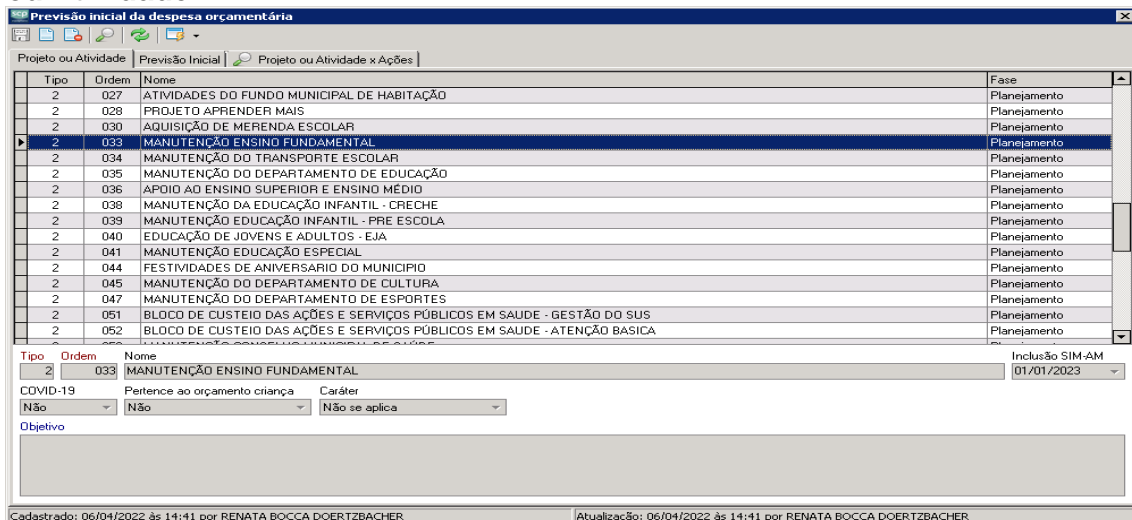 Previsão inicial da despesa orçamentária
Projeto ou Atividade Previsão Inicial Projeto ou Atividade x Ações
Tipo Ordem Nome Fase
2 027 ATIVIDADES DO FUNDO MUNICIPAL DE HABITAÇÃO Planejamento
2 028 PROJETO APRENDER MAIS Planejamento
2 030 AQUISIÇÃO DE MERENDA ESCOLAR Planejamento
2 033 MANUTENÇÃO ENSINO FUNDAMENTAL Planejamento
2 034 MANUTENÇÃO DO TRANSPORTE ESCOLAR Planejamento
2 035 MANUTENÇÃO DO DEPARTAMENTO DE EDUCAÇÃO Planejamento
2 036 APOIO AO ENSINO SUPERIOR E ENSINO MÉDIO Planejamento
2 038 MANUTENÇÃO DA EDUCAÇÃO INFANTIL - CRECHE Planejamento
2 039 MANUTENÇÃO EDUCAÇÃO INFANTIL - PRE ESCOLA Planejamento
2 040 EDUCAÇÃO DE JOVENS E ADULTOS - EJA Planejamento
2 041 MANUTENÇÃO EDUCAÇÃO ESPECIAL Planejamento
2 044 FESTIVIDADES DE ANIVERSARIO DO MUNICIPIO Planejamento
2 045 MANUTENÇÃO DO DEPARTAMENTO DE CULTURA Planejamento
2 047 MANUTENÇÃO DO DEPARTAMENTO DE ESPORTES Planejamento
2 051 BLOCO DE CUSTEIO DAS AÇÕES E SERVIÇOS PÚBLICOS EM SAUDE - GESTÃO DO SUS Planejamento
2 052 BLOCO DE CUSTEIO DAS AÇÕES E SERVIÇOS PÚBLICOS EM SAUDE - ATENÇÃO BASICA Planejamento
Tipo Ordem Nome Inclusão SIM-AM
2 033 MANUTENÇÃO ENSINO FUNDAMENTAL 01/01/2023
COVID-19 Pertence ao orçamento criança Caráter
Não Não Não se aplica
Objetivo
Cadastrado: 06/04/2022 às 14:41 por RENATA BOCCA DOERTZBACHER Atualização: 06/04/2022 às 14:41 por RENATA BOCCA DOERTZBACHER